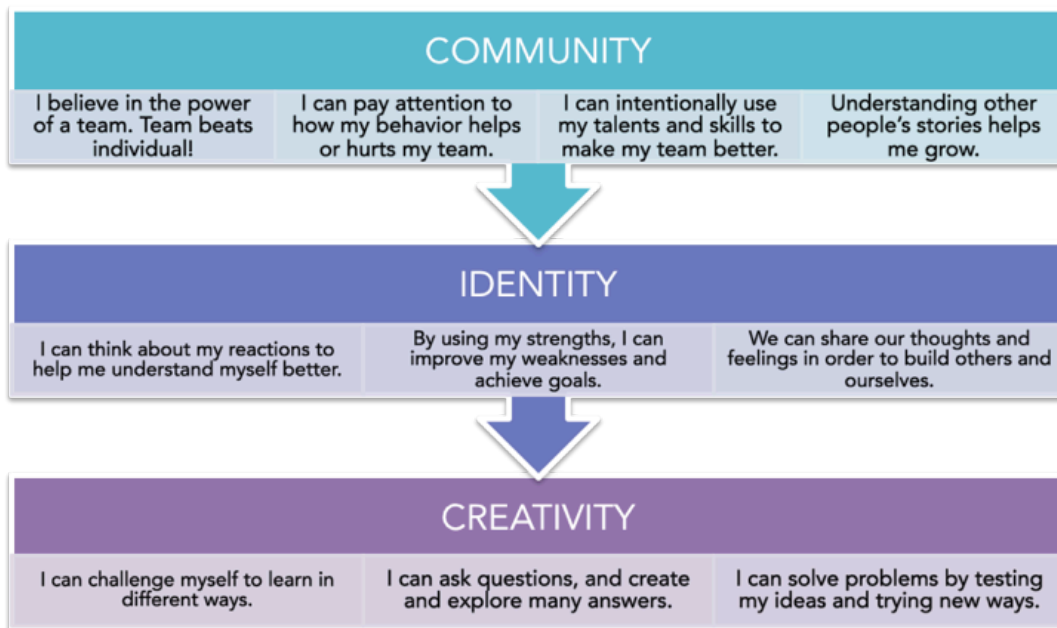 COMMUNITY
I believe in the power
of a team. Team beats
individual!
I can pay attention to
how my behavior helps
or hurts my team.
I can intentionally use
my talents and skills to
make my team better.
Understanding other
people's stories helps
me grow.
IDENTITY
I can think about my reactions to
help me understand myself better.
By using my strengths, I can
improve my weaknesses and
achieve goals.
We can share our thoughts and
feelings in order to build others and
ourselves.
CREATIVITY
I can challenge myself to learn in
different ways.
I can ask questions, and create
and explore many answers.
I can solve problems by testing
my ideas and trying new ways.